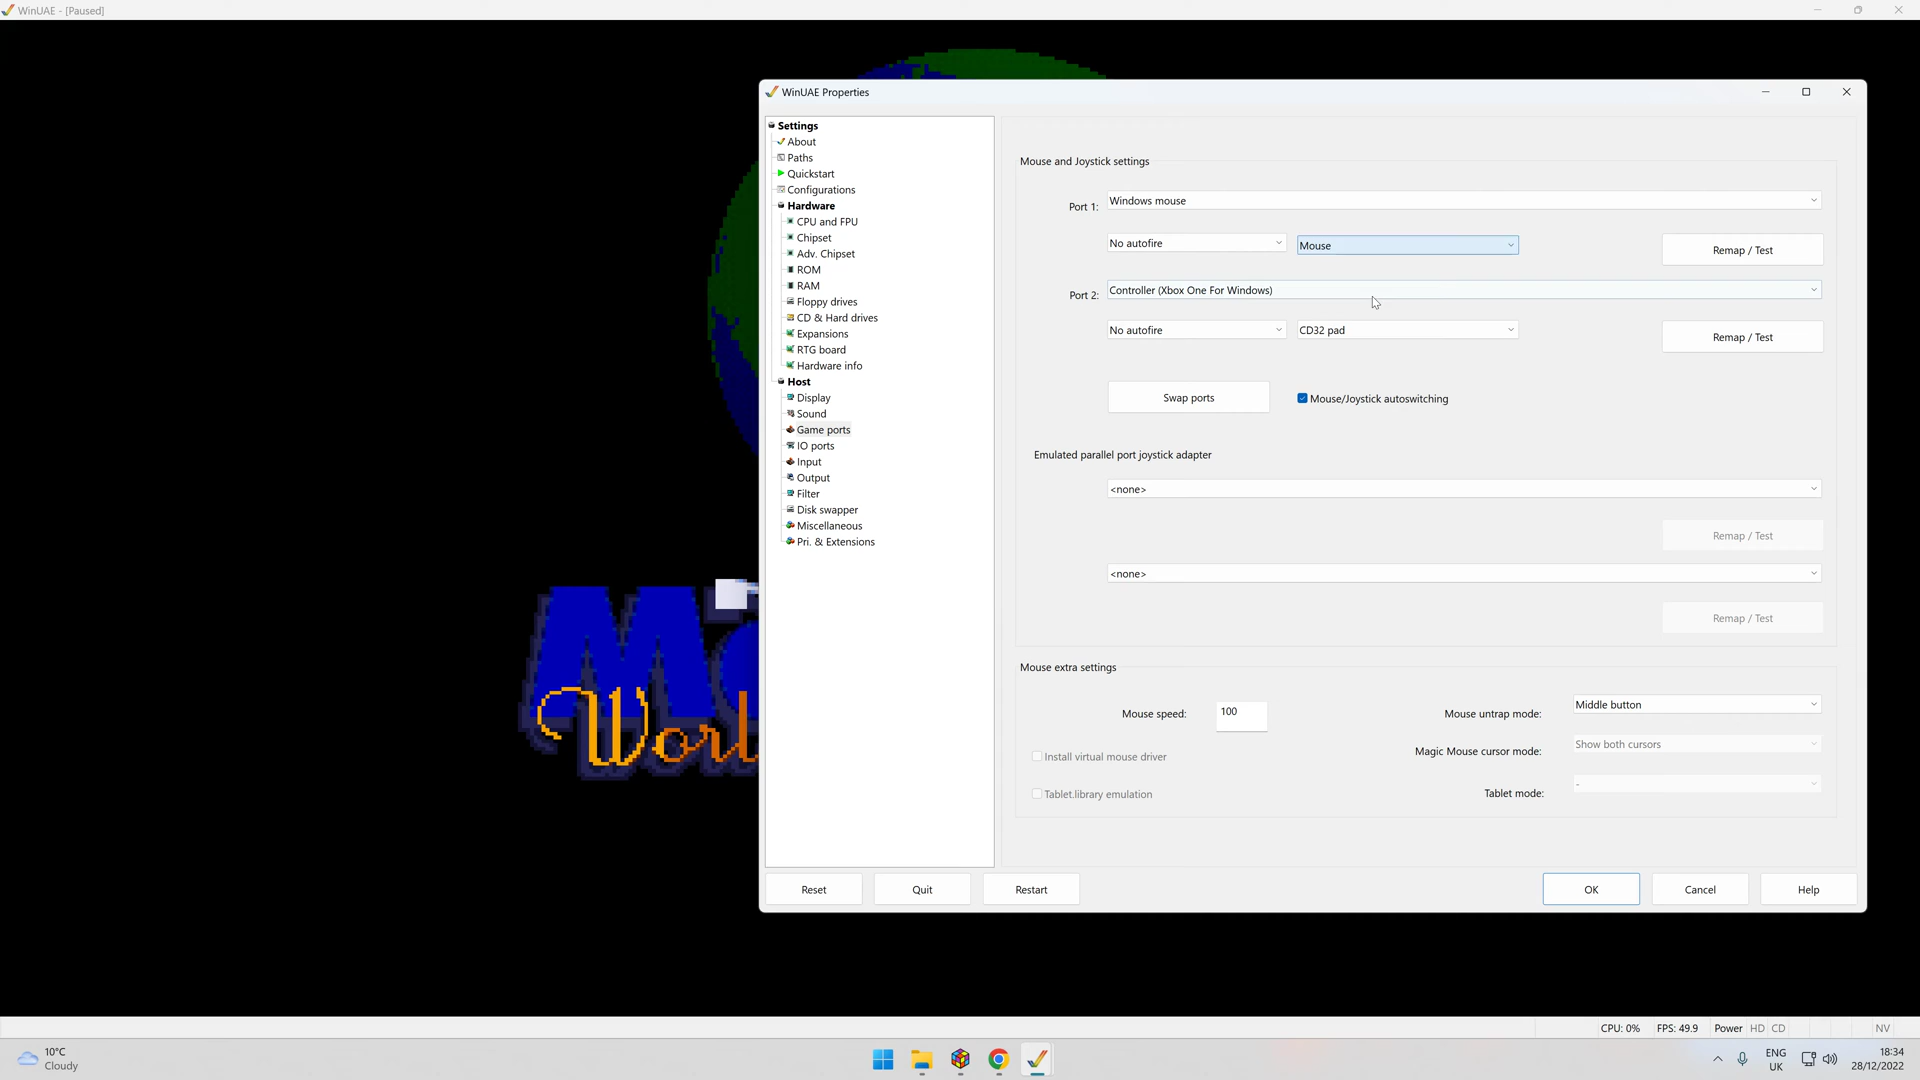 WinUAE - [Paused]
WinUAE Properties
Settings
About
Paths
Quickstart
Configurations
Hardware
CPU and FPU
Chipset
Adv. Chipset
ROM
RAM
Floppy drives
CD & Hard drives
Expansions
RTG board
Hardware info
Host
Display
Sound
Game ports
IO ports
Input
Output
Filter
Disk swapper
Miscellaneous
Pri. & Extensions
Mouse and Joystick settings
Port 1: Windows mouse
No autofire Mouse Remap / Test
Port 2: Controller (Xbox One For Windows)
No autofire CD32 pad Remap / Test
Swap ports Mouse/Joystick autoswitching
Emulated parallel port joystick adapter
<none>
Remap / Test
<none>
Remap / Test
Mouse extra settings
Mouse speed: 100 Mouse untrap mode: Middle button
Magic Mouse cursor mode: Show both cursors
Install virtual mouse driver
Tablet.library emulation Tablet mode: -
Reset Quit Restart OK Cancel Help
CPU: 0% FPS: 49.9 Power HD CD NV
10°C
Cloudy
ENG
UK
18:34
28/12/2022